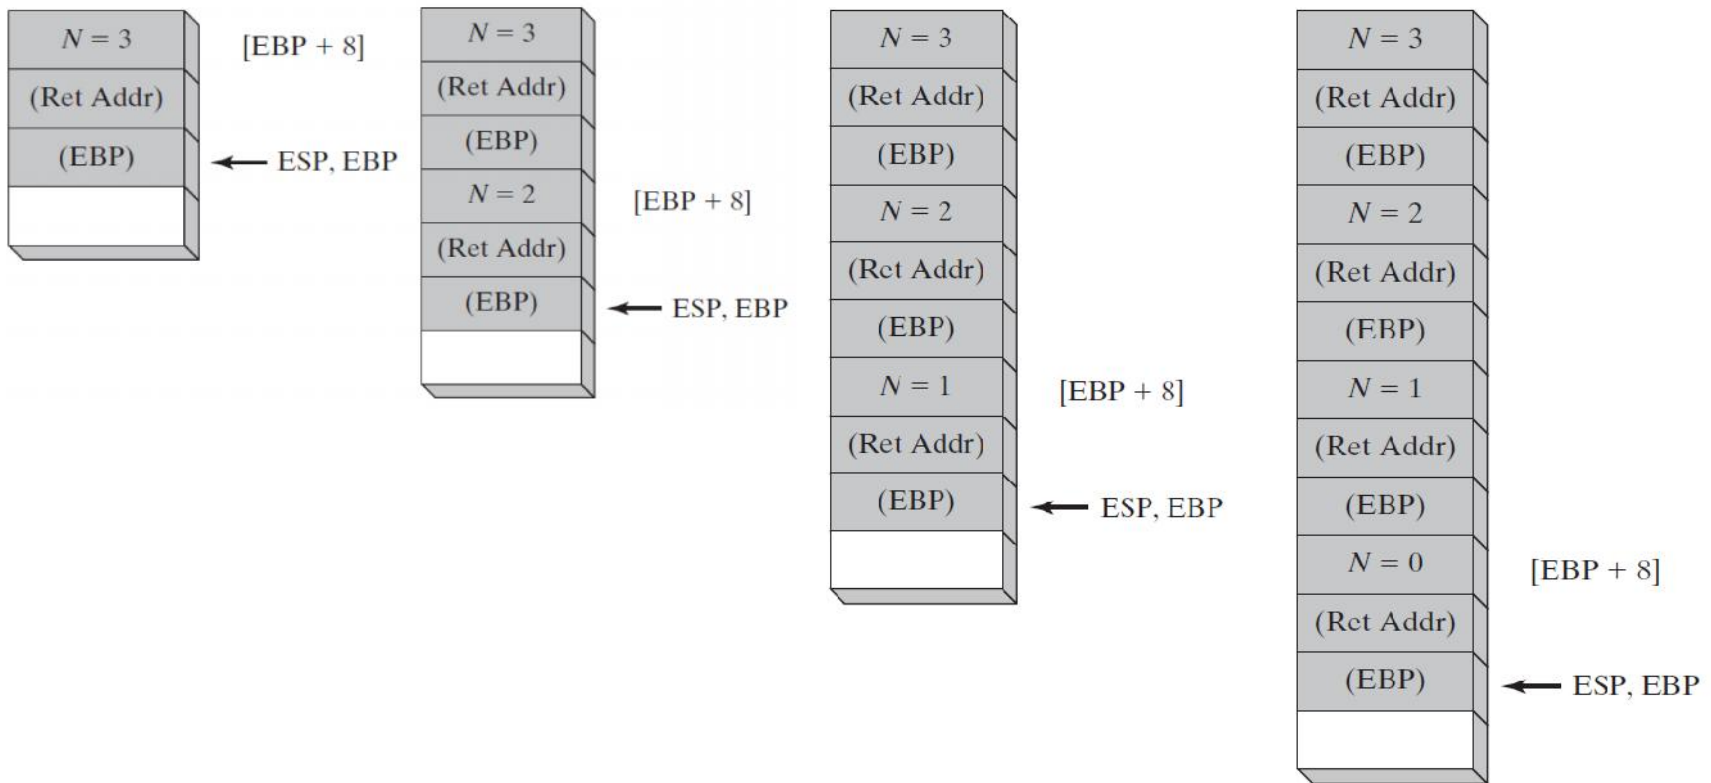 N = 3
[EBP + 8]
(Ret Addr)
(EBP)
ESP, EBP
N = 3
(Ret Addr)
(EBP)
N = 2
[EBP + 8]
(Ret Addr)
(EBP)
ESP, EBP
N = 3
(Ret Addr)
(EBP)
N = 2
(Ret Addr)
(EBP)
N = 1
[EBP + 8]
(Ret Addr)
(EBP)
ESP, EBP
N = 3
(Ret Addr)
(EBP)
N = 2
(Ret Addr)
(EBP)
N = 1
(Ret Addr)
(EBP)
N = 0
[EBP + 8]
(Ret Addr)
(EBP)
ESP, EBP